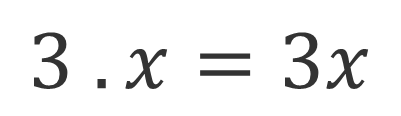 3 . x = 3x